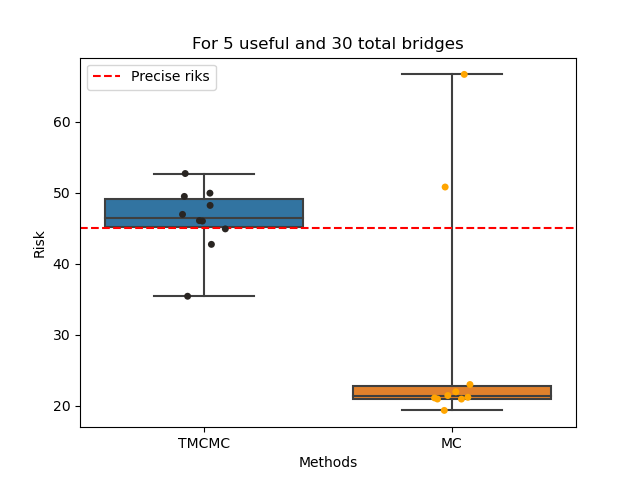 For 5 useful and 30 total bridges
Precise riks
60
50
40
30
20
Risk
TMCMC MC
Methods